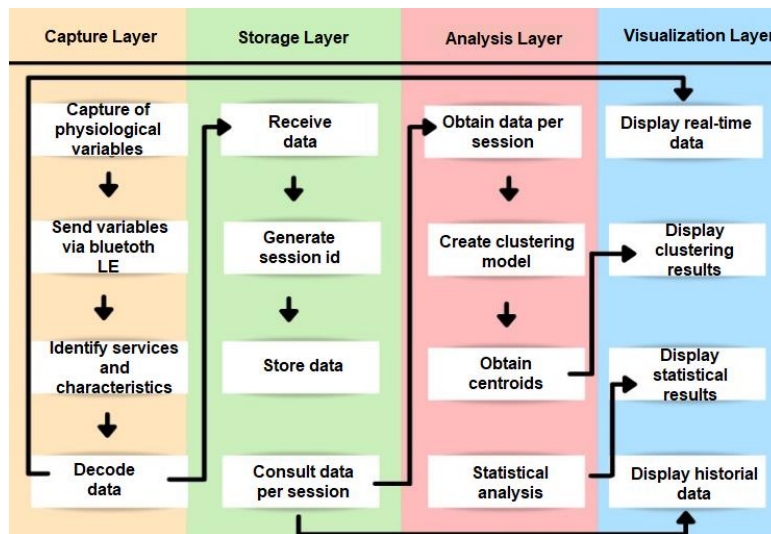 Capture Layer
Storage Layer
Analysis Layer
Visualization Layer
Capture of
physiological
variables
Send variables
via bluetoth
LE
Identify services
and
characteristics
Decode
data
Receive
data
Generate
session id
Store data
Consult data
per session
Obtain data per
session
Create clustering
model
Obtain
centroids
Statistical
analysis
Display real-time
data
Display
clustering
results
Display
statistical
results
Display historial
data